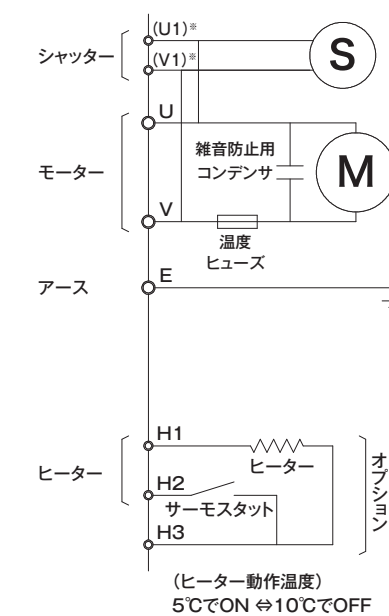 (U1)※
シャッター
(V1)※
S
U
雑音防止用
コンデンサ
モーター
M
V
温度
ヒューズ
アース
E
H1
ヒーター
ヒーター
H2
サーモスタット
H3
オプション
(ヒーター動作温度)
5℃でON⇔10℃でOFF